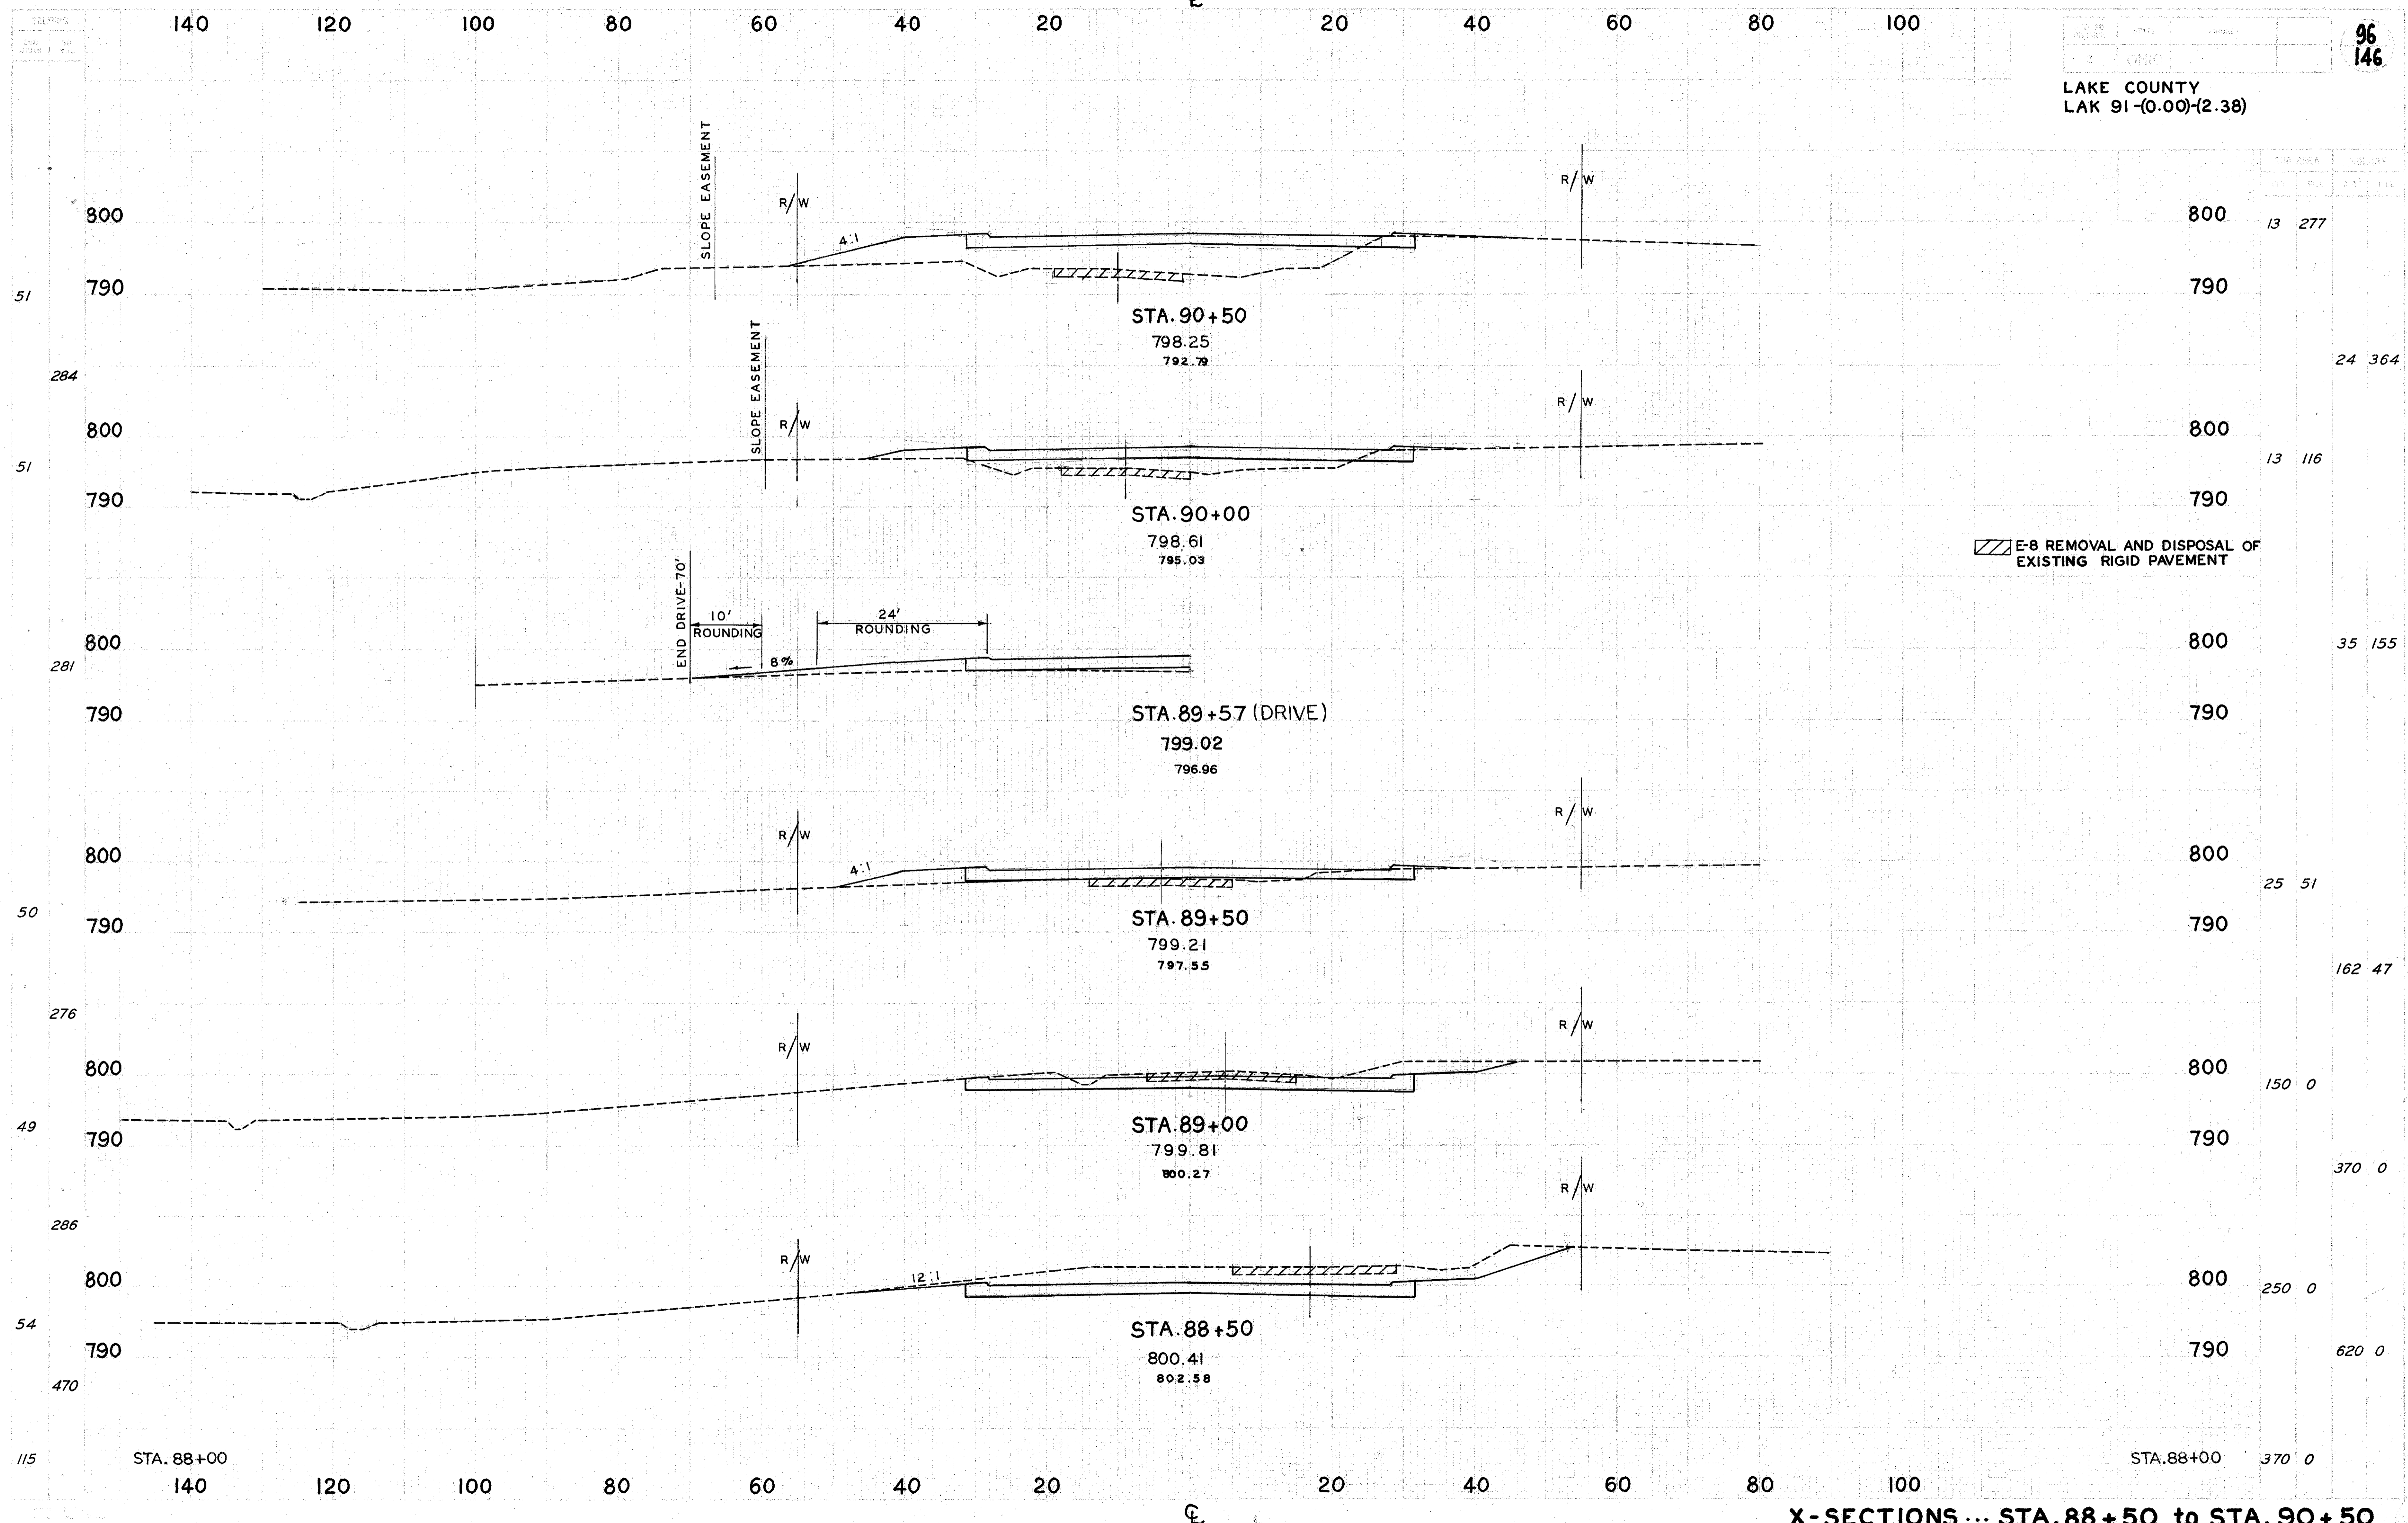 ℄
140 120 100 80 60 40 20 20 40 60 80 100
96
146
OHIO
LAKE COUNTY
LAK 91-(0.00)-(2.38)
SLOPE EASEMENT
R/W
R/W
800
4:1
800
13 277
51
790
790
STA. 90+50
798.25
792.79
284
24 364
SLOPE EASEMENT
R/W
R/W
800
800
51
13 116
790
790
STA. 90+00
798.61
795.03
E-8 REMOVAL AND DISPOSAL OF
EXISTING RIGID PAVEMENT
END DRIVE-70'
10'
ROUNDING
24'
ROUNDING
800
800
35 155
281
8%
790
790
STA. 89+57 (DRIVE)
799.02
796.96
R/W
R/W
800
4:1
800
25 51
50
790
790
STA. 89+50
799.21
797.55
162 47
276
R/W
R/W
800
800
150 0
49
790
790
STA. 89+00
799.81
800.27
370 0
286
R/W
R/W
800
12:1
800
250 0
54
790
790
STA. 88+50
800.41
802.58
620 0
470
115
STA. 88+00
STA. 88+00
370 0
140 120 100 80 60 40 20 20 40 60 80 100
℄
X-SECTIONS ... STA. 88+50 to STA. 90+50